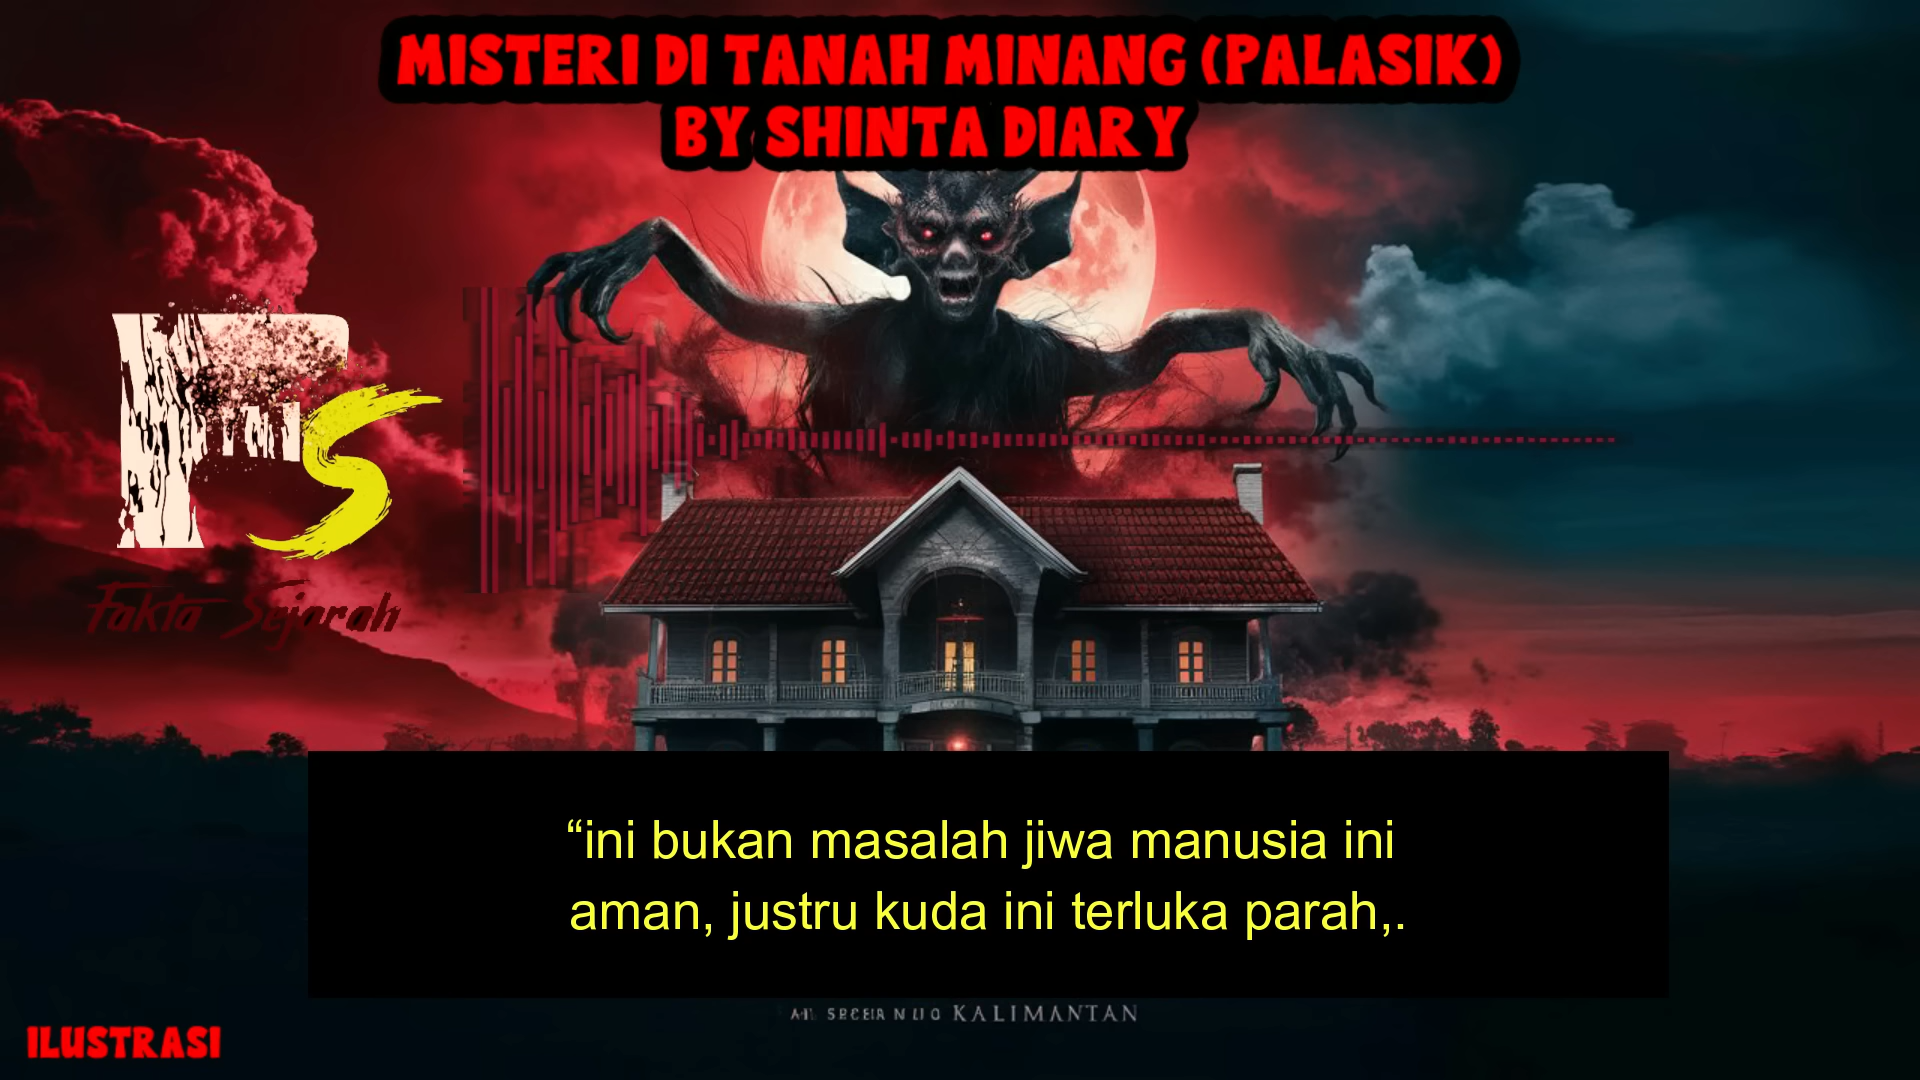 MISTERI DI TANAH MINANG (PALASIK)
BY SHINTA DIARY
FS
Fakta Sejarah
“ini bukan masalah jiwa manusia ini
aman, justru kuda ini terluka parah,.
KALIMANTAN
ILUSTRASI